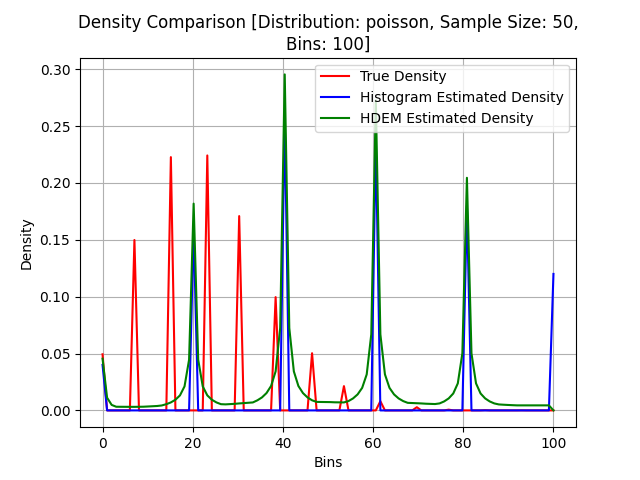 Density Comparison [Distribution: poisson, Sample Size: 50,
Bins: 100]
True Density
Histogram Estimated Density
HDEM Estimated Density
Density
0.30
0.25
0.20
0.15
0.10
0.05
0.00
0 20 40 60 80 100
Bins